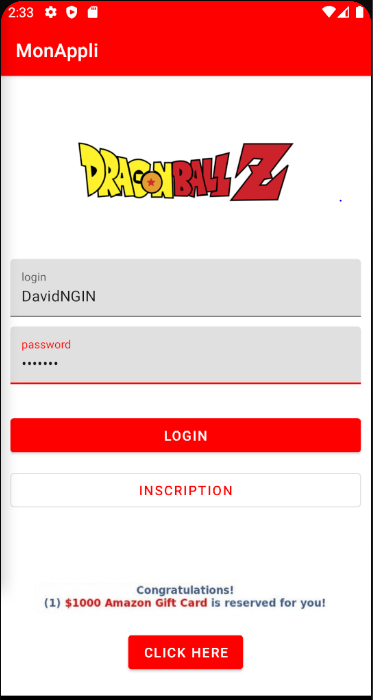 2:33
MonAppli
DRAGON BALL Z
login
DavidNGIN
password
•••••••
LOGIN
INSCRIPTION
Congratulations!
(1) $1000 Amazon Gift Card is reserved for you!
CLICK HERE